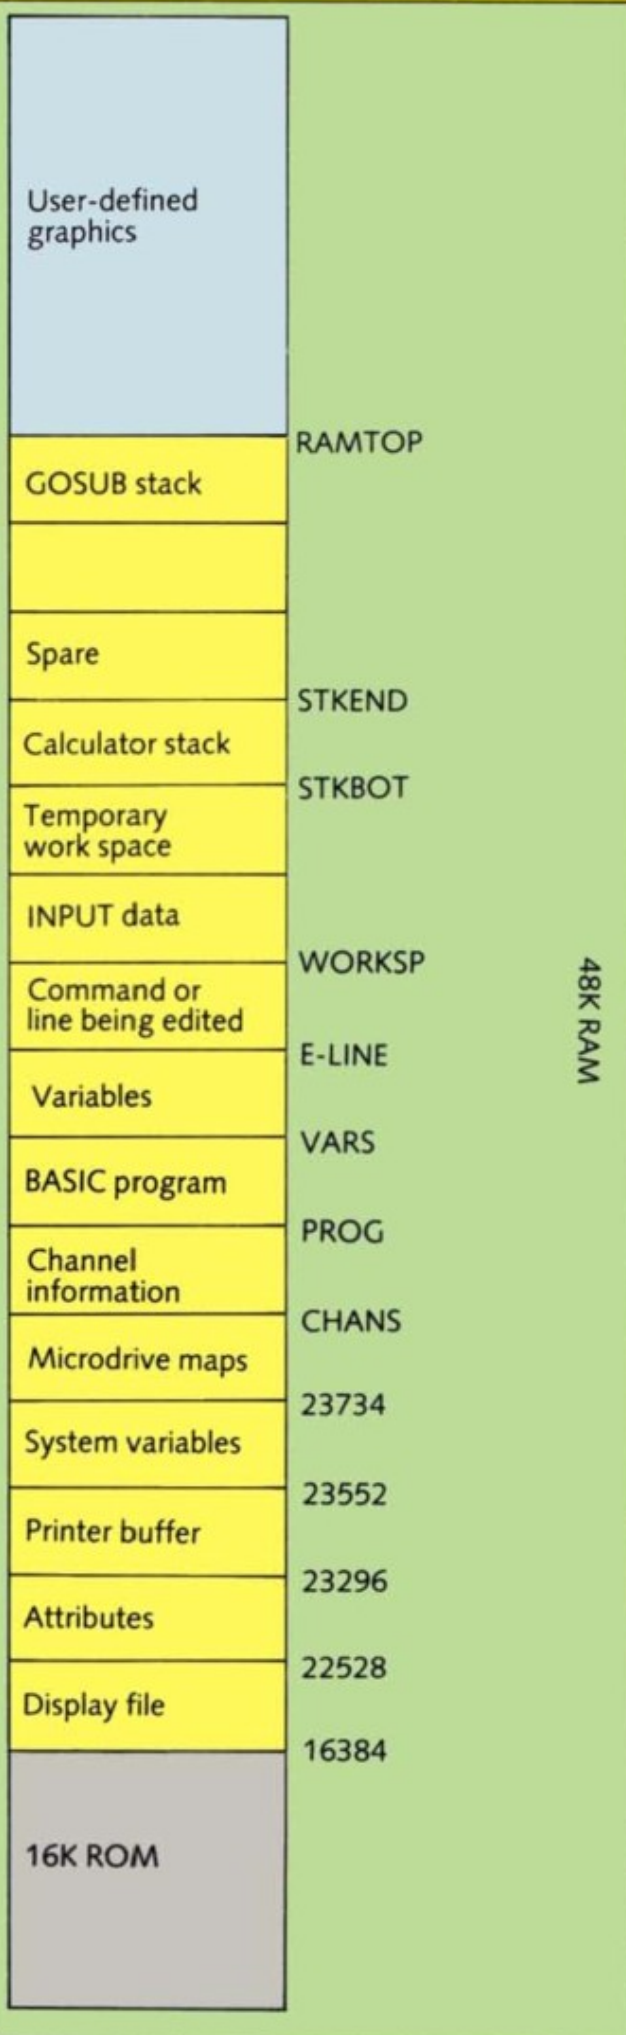 User-defined
graphics
RAMTOP
GOSUB stack
Spare
STKEND
Calculator stack
STKBOT
Temporary
work space
INPUT data
WORKSP
Command or
line being edited
E-LINE
Variables
VARS
BASIC program
PROG
Channel
information
CHANS
Microdrive maps
23734
System variables
23552
Printer buffer
23296
Attributes
22528
Display file
16384
16K ROM
48K RAM